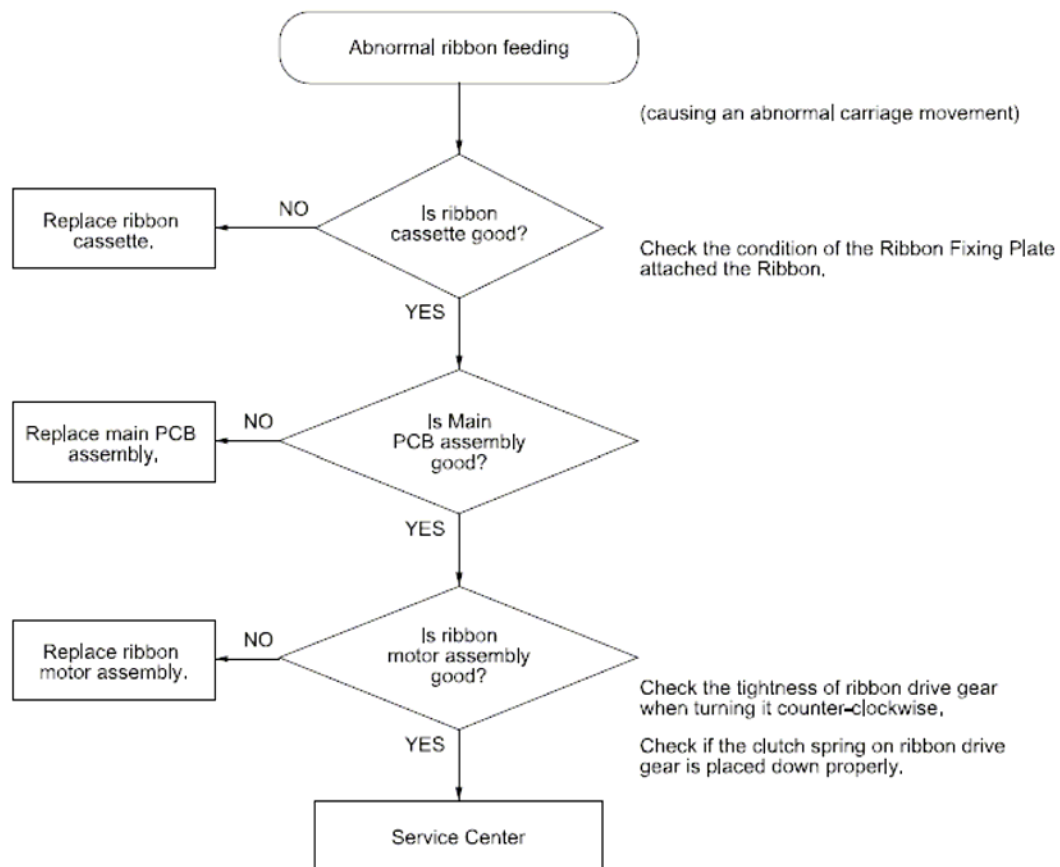 Abnormal ribbon feeding
(causing an abnormal carriage movement)
NO
Is ribbon
cassette good?
Replace ribbon
cassette.
Check the condition of the Ribbon Fixing Plate
attached the Ribbon.
YES
NO
Is Main
PCB assembly
good?
Replace main PCB
assembly.
YES
NO
Is ribbon
motor assembly
good?
Replace ribbon
motor assembly.
Check the tightness of ribbon drive gear
when turning it counter-clockwise.
Check if the clutch spring on ribbon drive
gear is placed down properly.
YES
Service Center